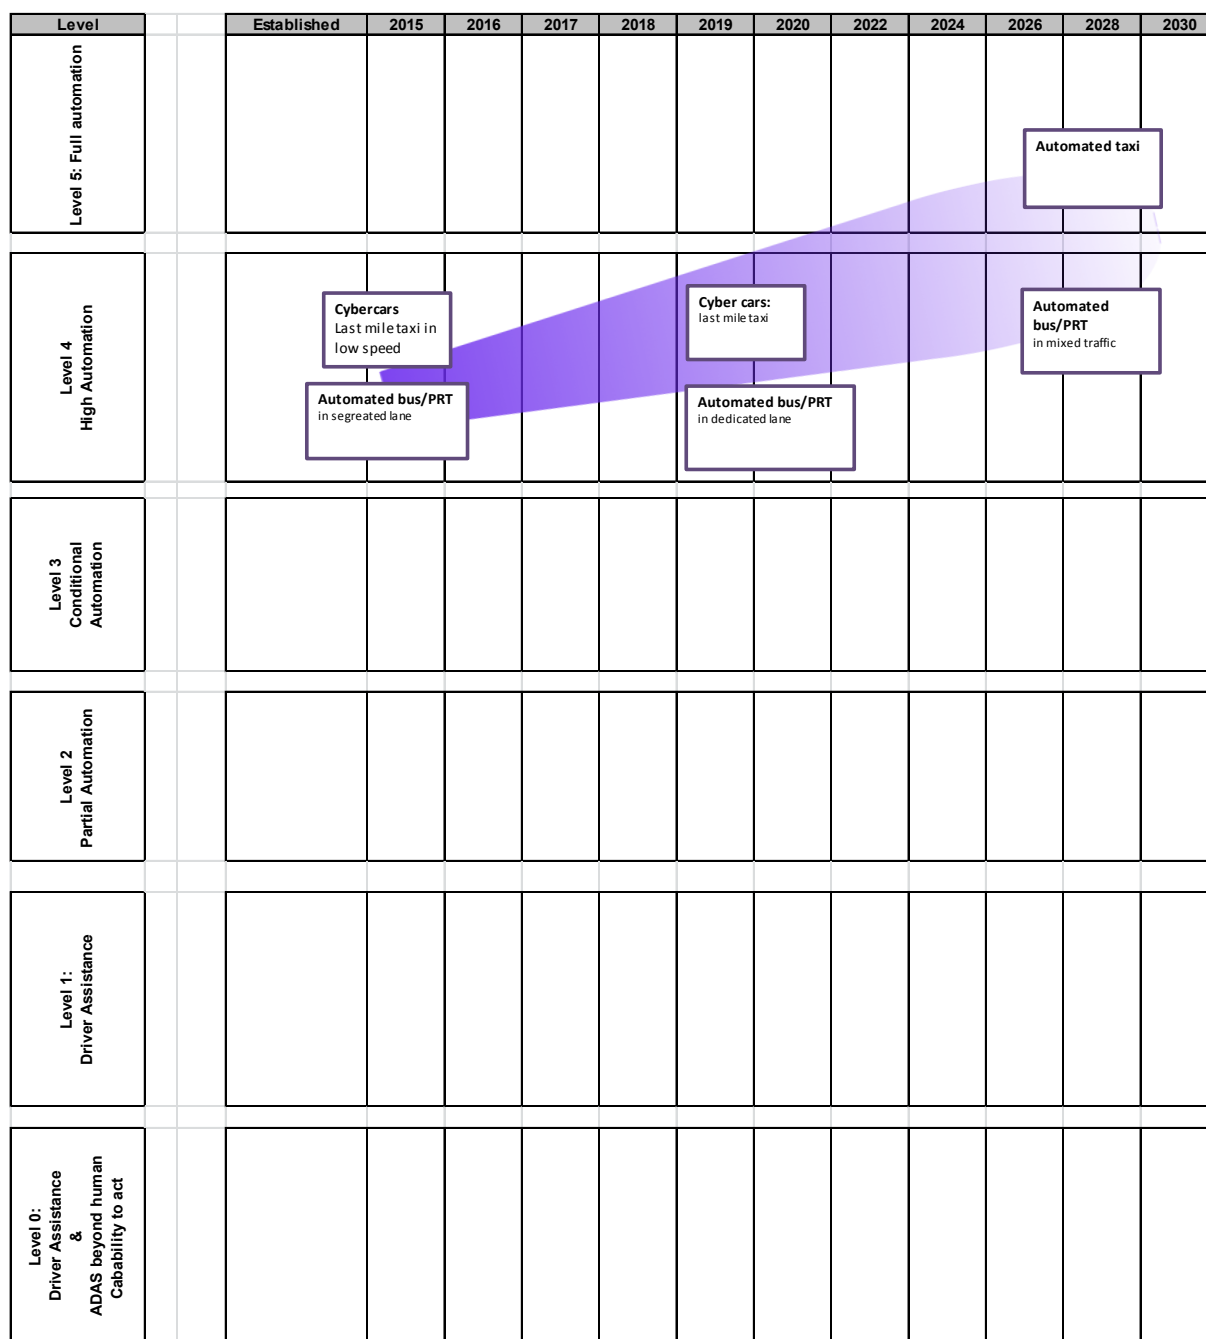 Level Established 2015 2016 2017 2018 2019 2020 2022 2024 2026 2028 2030
Level 5: Full automation
Automated taxi
Level 4
High Automation
Cybercars
Last mile taxi in
low speed
Automated bus/PRT
in segreated lane
Cyber cars:
last mile taxi
Automated bus/PRT
in dedicated lane
Automated
bus/PRT
in mixed traffic
Level 3
Conditional
Automation
Level 2
Partial Automation
Level 1:
Driver Assistance
Level 0:
Driver Assistance
&
ADAS beyond human
Cabability to act